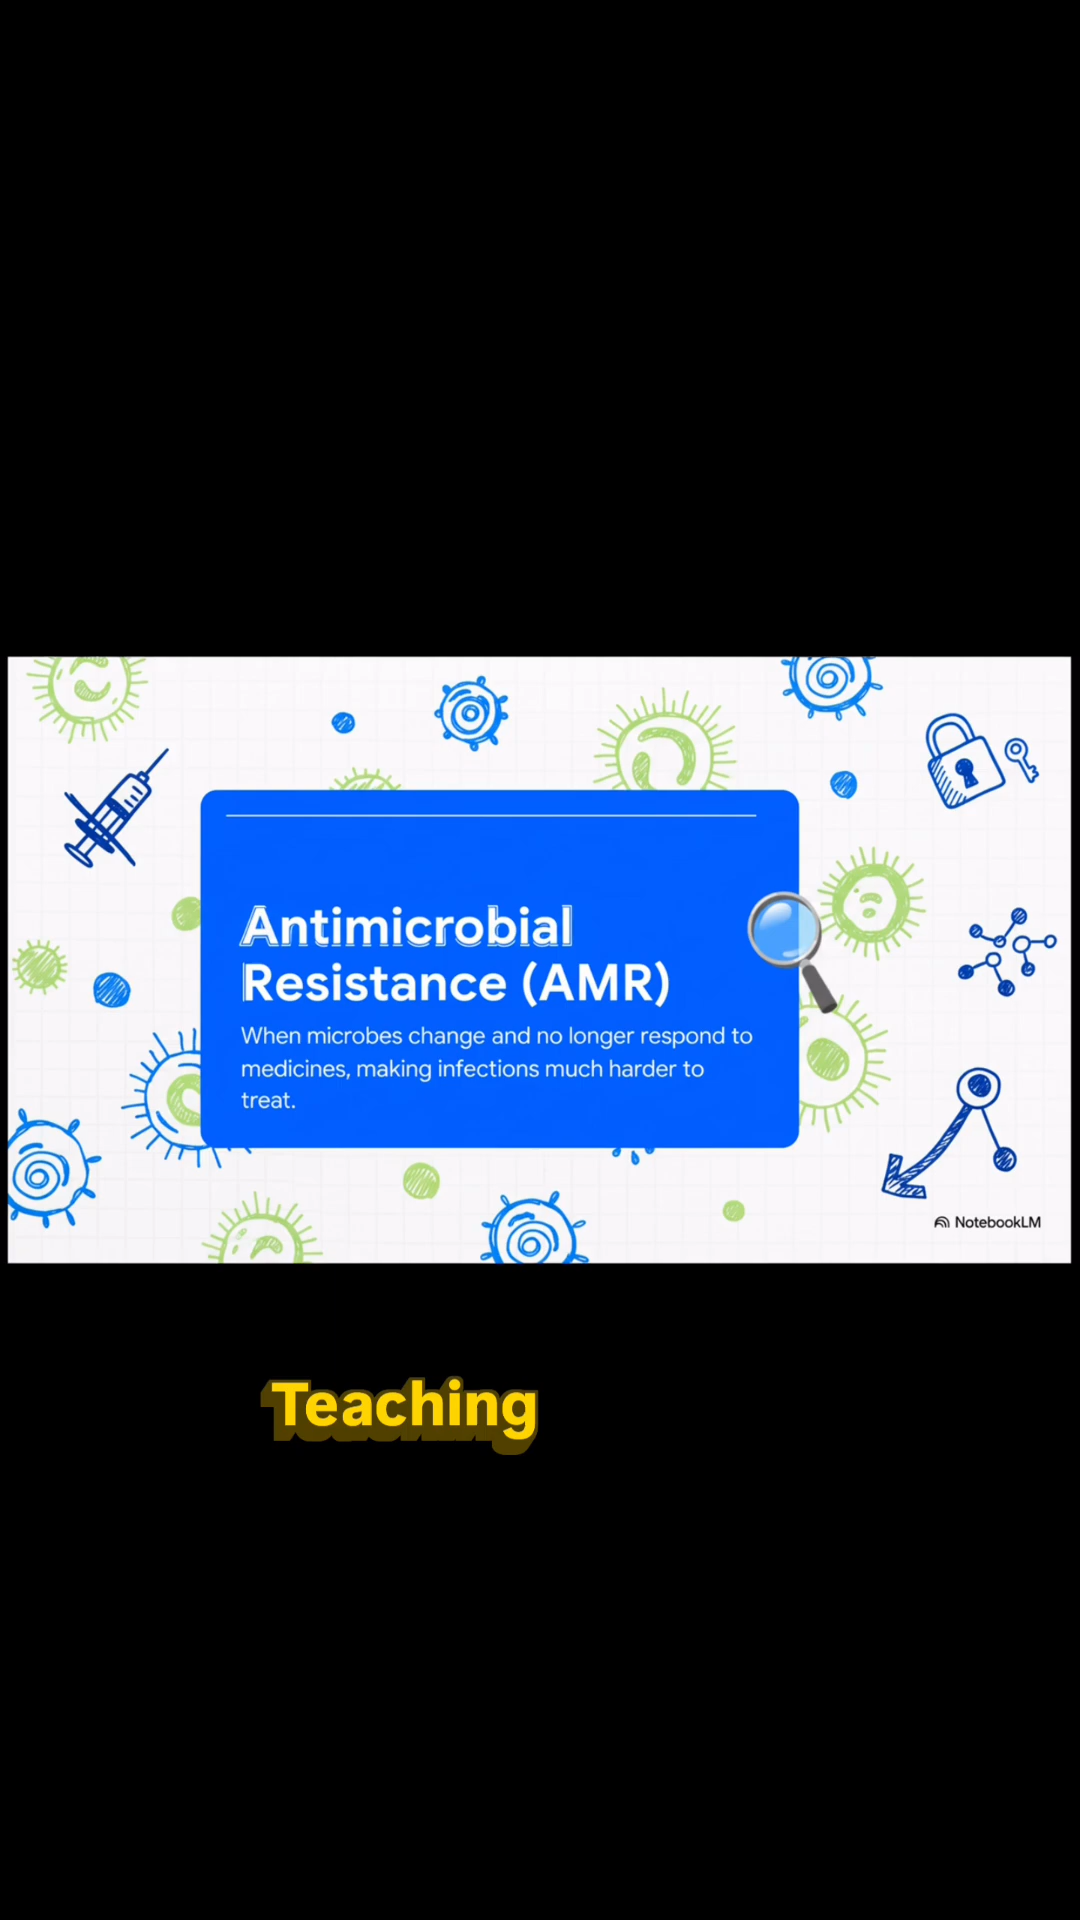 Antimicrobial
Resistance (AMR)
When microbes change and no longer respond to
medicines, making infections much harder to
treat.
NotebookLM
Teaching